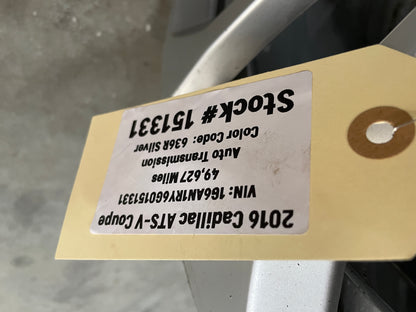 2016 Cadillac ATS-V Coupe
VIN: 1G6AN1RY6G0151331
49,627 Miles
Auto Transmission
Color Code: 636R Silver
Stock# 151331